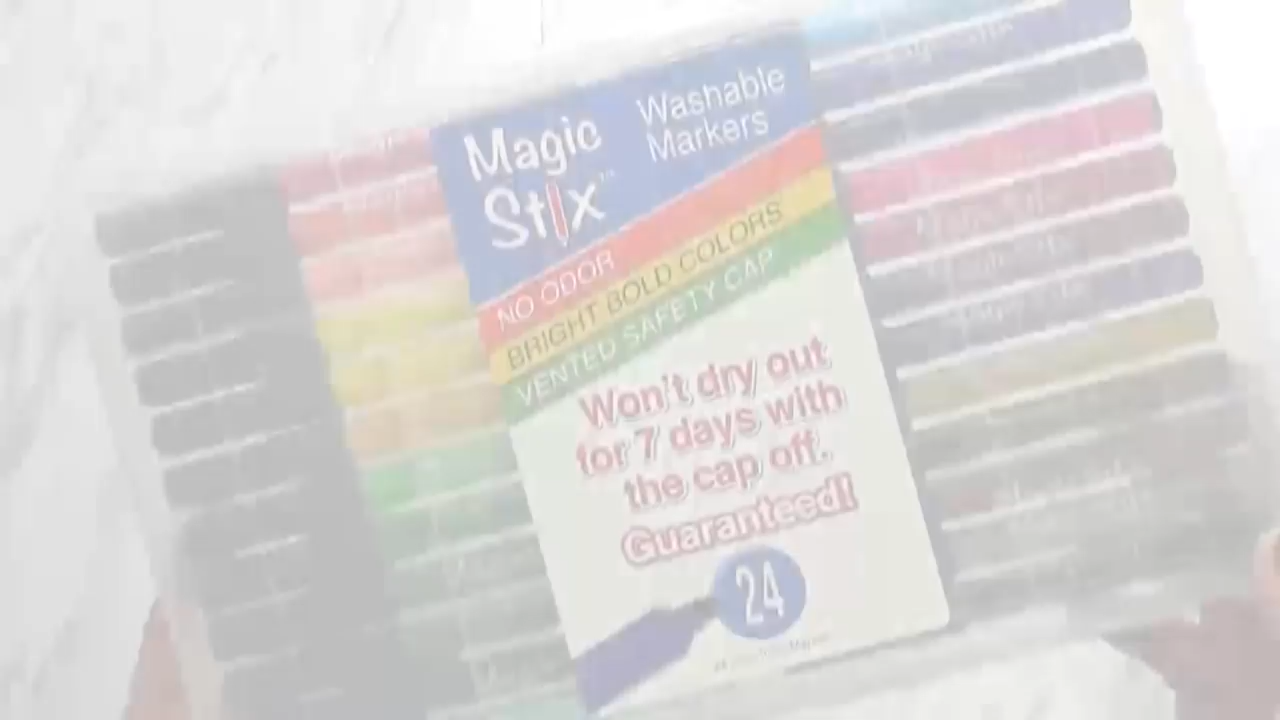 Magic
Stix™
Washable
Markers
NO ODOR
BRIGHT BOLD COLORS
VENTED SAFETY CAP
Won't dry out
for 7 days with
the cap off.
Guaranteed!
24